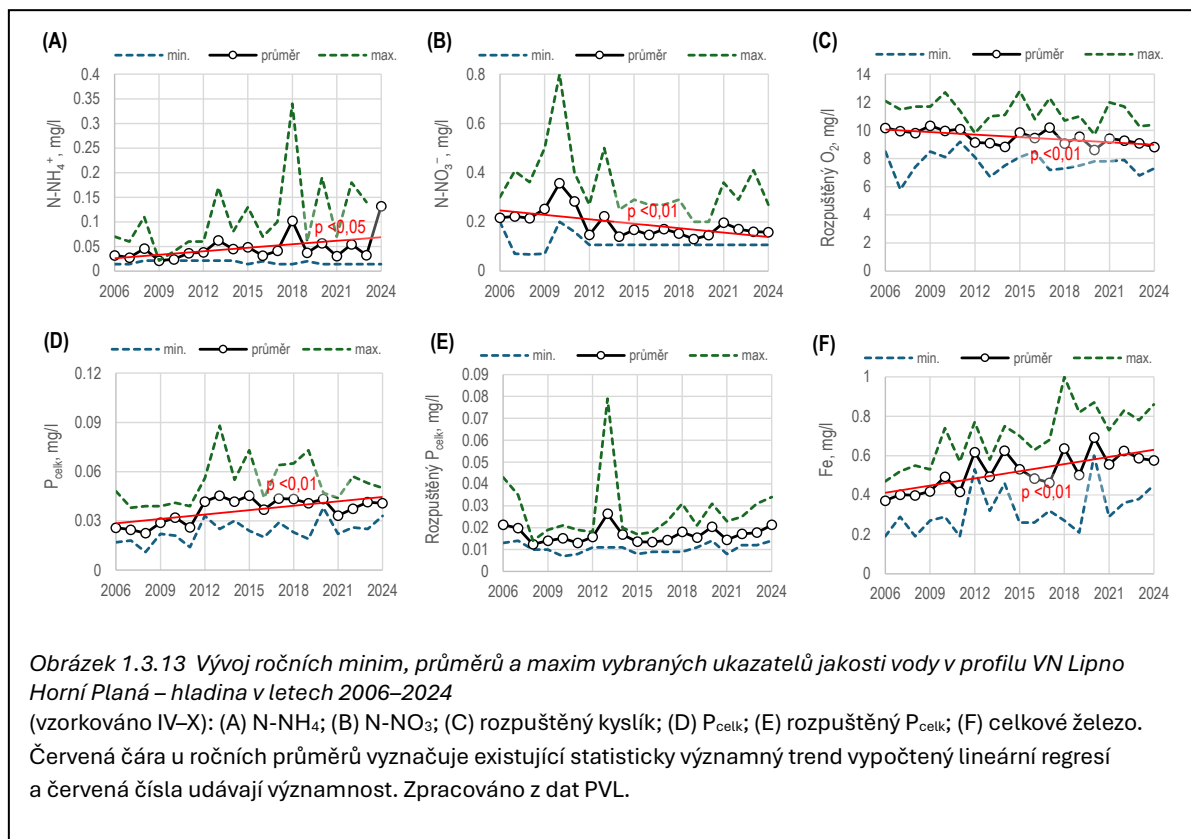 (A)
min. průměr max.
N-NH₄⁺, mg/l
0.4
0.35
0.3
0.25
0.2
0.15
0.1
0.05
0
p <0,05
2006 2009 2012 2015 2018 2021 2024
(B)
min. průměr max.
N-NO₃⁻, mg/l
0.8
0.6
0.4
0.2
0
p <0,01
2006 2009 2012 2015 2018 2021 2024
(C)
min. průměr max.
Rozpuštěný O₂, mg/l
14
12
10
8
6
4
2
0
p <0,01
2006 2009 2012 2015 2018 2021 2024
(D)
min. průměr max.
P celk, mg/l
0.12
0.09
0.06
0.03
0
p <0,01
2006 2009 2012 2015 2018 2021 2024
(E)
min. průměr max.
Rozpuštěný P celk, mg/l
0.09
0.08
0.07
0.06
0.05
0.04
0.03
0.02
0.01
0
2006 2009 2012 2015 2018 2021 2024
(F)
min. průměr max.
Fe, mg/l
1
0.8
0.6
0.4
0.2
0
p <0,01
2006 2009 2012 2015 2018 2021 2024
Obrázek 1.3.13 Vývoj ročních minim, průměrů a maxim vybraných ukazatelů jakosti vody v profilu VN Lipno
Horní Planá – hladina v letech 2006–2024
(vzorkováno IV–X): (A) N-NH₄; (B) N-NO₃; (C) rozpuštěný kyslík; (D) Pcelk; (E) rozpuštěný Pcelk; (F) celkové železo.
Červená čára u ročních průměrů vyznačuje existující statisticky významný trend vypočtený lineární regresí
a červená čísla udávají významnost. Zpracováno z dat PVL.